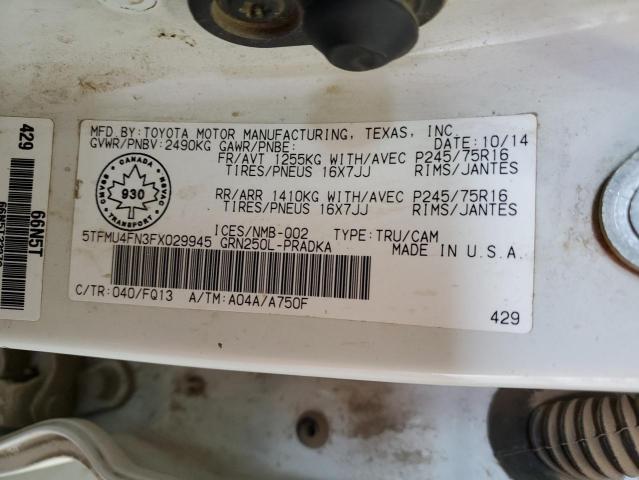 MFD.BY:TOYOTA MOTOR MANUFACTURING, TEXAS, INC.
GVWR/PNBV:2490KG GAWR/PNBE: DATE:10/14
FR/AVT 1255KG WITH/AVEC P245/75R16
TIRES/PNEUS 16X7JJ RIMS/JANTES
RR/ARR 1410KG WITH/AVEC P245/75R16
TIRES/PNEUS 16X7JJ RIMS/JANTES
CANADA
930
ICES/NMB-002 TYPE:TRU/CAM
5TFMU4FN3FX029945 GRN250L-PRADKA MADE IN U.S.A.
C/TR:040/FQ13 A/TM:A04A/A750F
429
429
66N5T